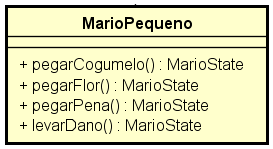 MarioPequeno
+ pegarCogumelo() : MarioState
+ pegarFlor() : MarioState
+ pegarPena() : MarioState
+ levarDano() : MarioState